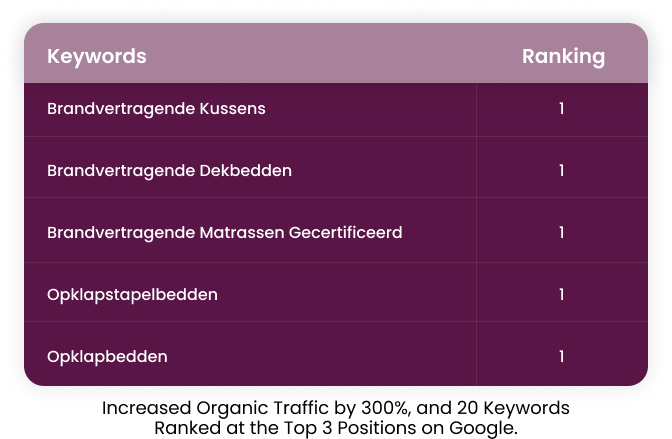 Keywords Ranking
Brandvertragende Kussens 1
Brandvertragende Dekbedden 1
Brandvertragende Matrassen Gecertificeerd 1
Opklapstapelbedden 1
Opklapbedden 1
Increased Organic Traffic by 300%, and 20 Keywords
Ranked at the Top 3 Positions on Google.